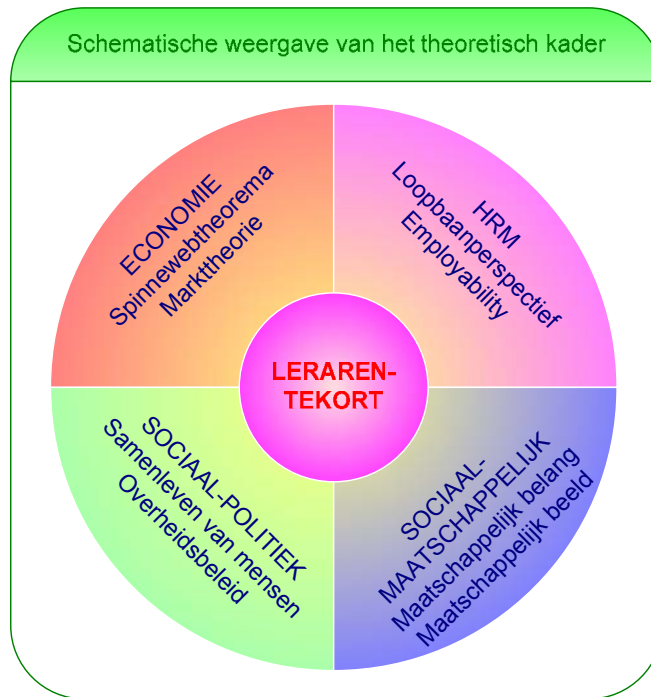 Schematische weergave van het theoretisch kader
ECONOMIE
Spinnewebtheorema
Markttheorie
HRM
Loopbaanperspectief
Employability
LERAREN-
TEKORT
SOCIAAL-POLITIEK
Samenleven van mensen
Overheidsbeleid
SOCIAAL-
MAATSCHAPPELIJK
Maatschappelijk belang
Maatschappelijk beeld